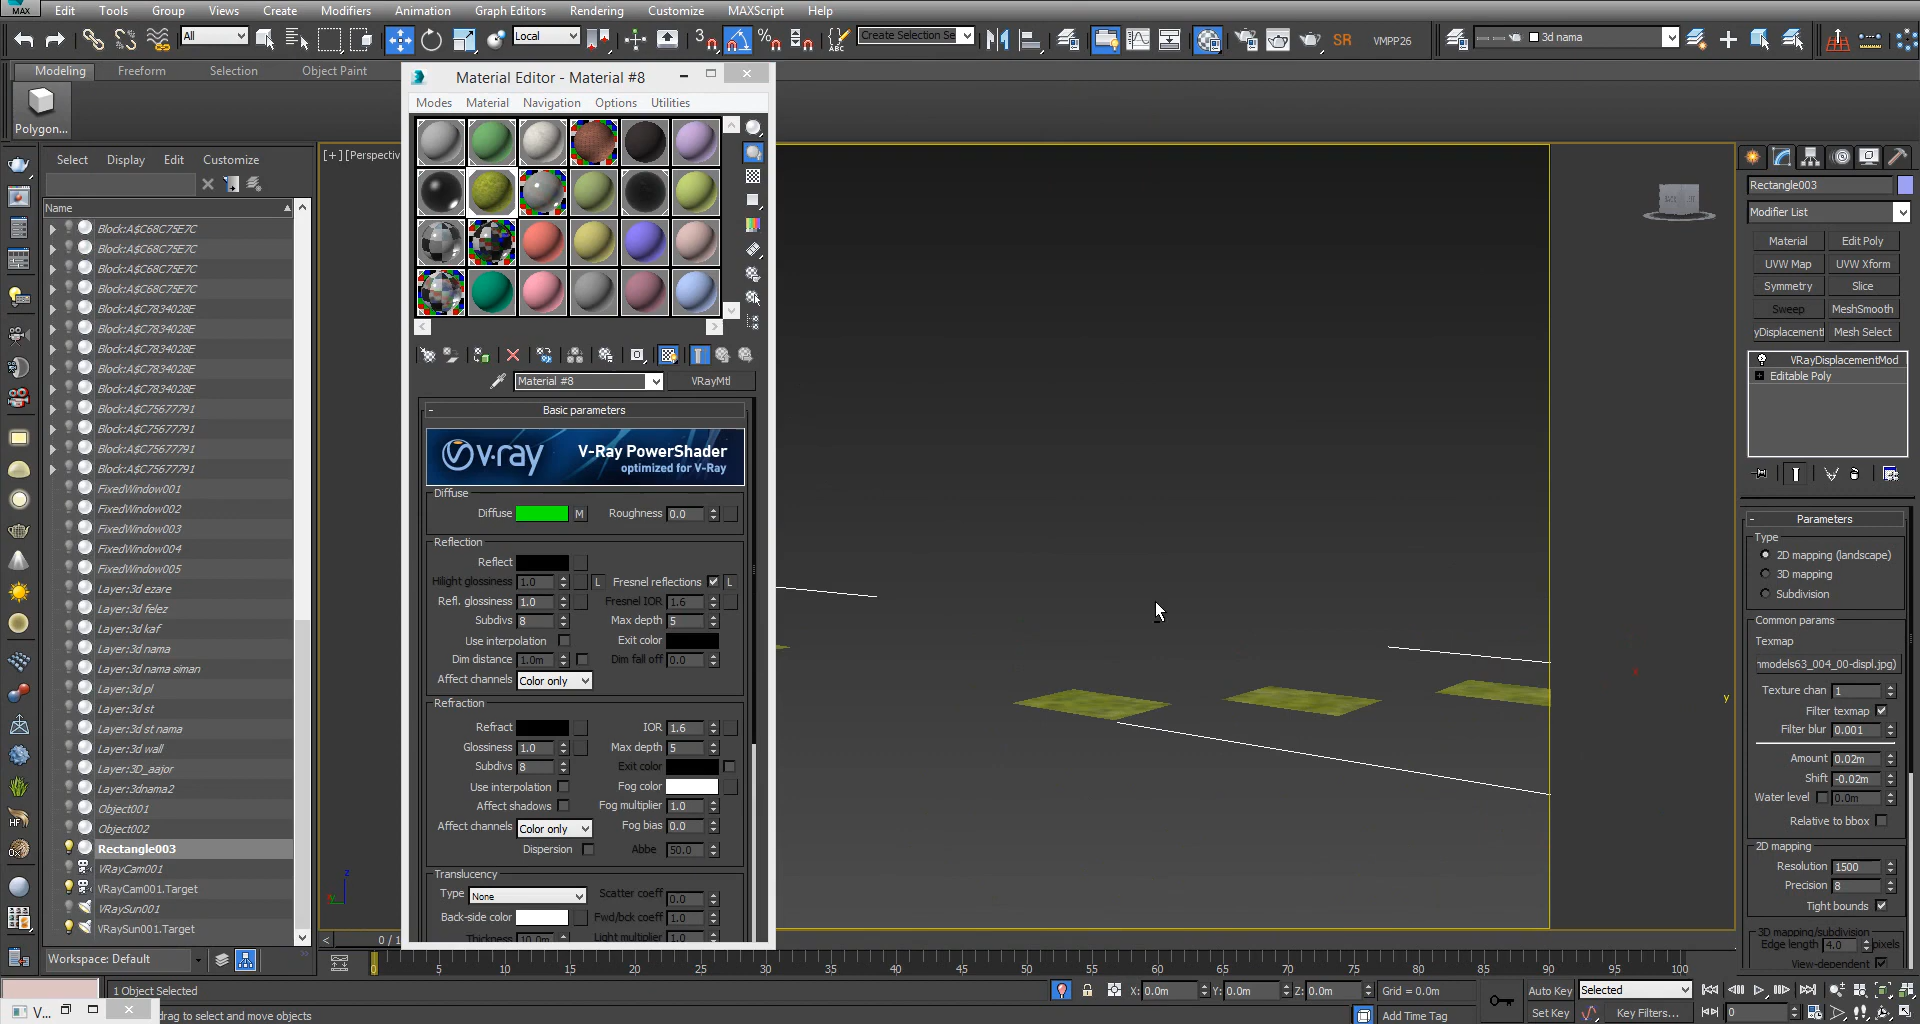 MAX
Edit Tools Group Views Create Modifiers Animation Graph Editors Rendering Customize MAXScript Help
All
Local
Create Selection Se
SR
VMPP26
3d nama
Modeling Freeform Selection Object Paint
Polygon...
Material Editor - Material #8
Modes Material Navigation Options Utilities
Select Display Edit Customize
Name
Block:A$C68C75E7C
Block:A$C68C75E7C
Block:A$C68C75E7C
Block:A$C68C75E7C
Block:A$C7834028E
Block:A$C7834028E
Block:A$C7834028E
Block:A$C7834028E
Block:A$C7834028E
Block:A$C75677791
Block:A$C75677791
Block:A$C75677791
Block:A$C75677791
FixedWindow001
FixedWindow002
FixedWindow003
FixedWindow004
FixedWindow005
Layer:3d ezare
Layer:3d felez
Layer:3d kaf
Layer:3d nama
Layer:3d nama siman
Layer:3d pl
Layer:3d st
Layer:3d st nama
Layer:3d wall
Layer:3D_aajor
Layer:3dnama2
Object001
Object002
Rectangle003
VRayCam001
VRayCam001.Target
VRaySun001
VRaySun001.Target
Workspace: Default
[+][Perspectiv
Material #8 VRayMtl
Basic parameters
v·ray
V-Ray PowerShader
optimized for V-Ray
Diffuse
Diffuse M Roughness 0.0
Reflection
Reflect
Hilight glossiness 1.0 L Fresnel reflections L
Refl. glossiness 1.0 Fresnel IOR 1.6
Subdivs 8 Max depth 5
Use interpolation Exit color
Dim distance 1.0m Dim fall off 0.0
Affect channels Color only
Refraction
Refract IOR 1.6
Glossiness 1.0 Max depth 5
Subdivs 8 Exit color
Use interpolation Fog color
Affect shadows Fog multiplier 1.0
Affect channels Color only Fog bias 0.0
Dispersion Abbe 50.0
Translucency
Type None Scatter coeff 0.0
Back-side color Fwd/bck coeff 1.0
Thickness 10.0m Light multiplier 1.0
x
y
z
Rectangle003
Modifier List
Material Edit Poly
UVW Map UVW Xform
Symmetry Slice
Sweep MeshSmooth
yDisplacement Mesh Select
VRayDisplacementMod
Editable Poly
Parameters
Type
2D mapping (landscape)
3D mapping
Subdivision
Common params
Texmap
models63_004_00-displ.jpg)
Texture chan 1
Filter texmap
Filter blur 0.001
Amount 0.02m
Shift -0.02m
Water level 0.0m
Relative to bbox
2D mapping
Resolution 1500
Precision 8
Tight bounds
3D mapping/subdivision
Edge length 4.0 pixels
View-dependent
0 / 1
0 5 10 15 20 25 30 35 40 45 50 55 60 65 70 75 80 85 90 95 100
1 Object Selected
X: 0.0m Y: 0.0m Z: 0.0m Grid = 0.0m
Auto Key Selected
V...
drag to select and move objects
Add Time Tag
Set Key Key Filters...
0